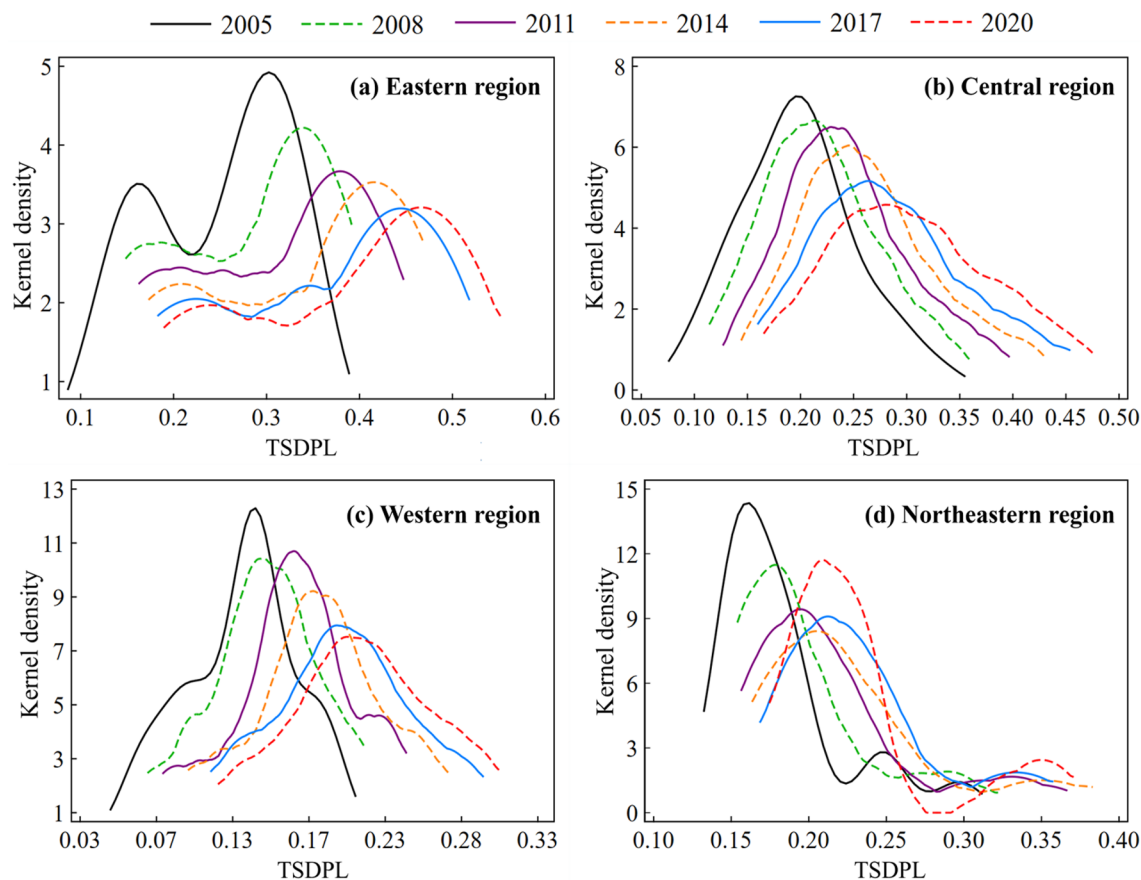 2005 2008 2011 2014 2017 2020
(a) Eastern region
Kernel density
5
4
3
2
1
0.1 0.2 0.3 0.4 0.5 0.6
TSDPL
(b) Central region
Kernel density
8
6
4
2
0
0.05 0.10 0.15 0.20 0.25 0.30 0.35 0.40 0.45 0.50
TSDPL
(c) Western region
Kernel density
13
11
9
7
5
3
1
0.03 0.07 0.13 0.17 0.23 0.27 0.33
TSDPL
(d) Northeastern region
Kernel density
15
12
9
6
3
0
0.10 0.15 0.20 0.25 0.30 0.35 0.40
TSDPL